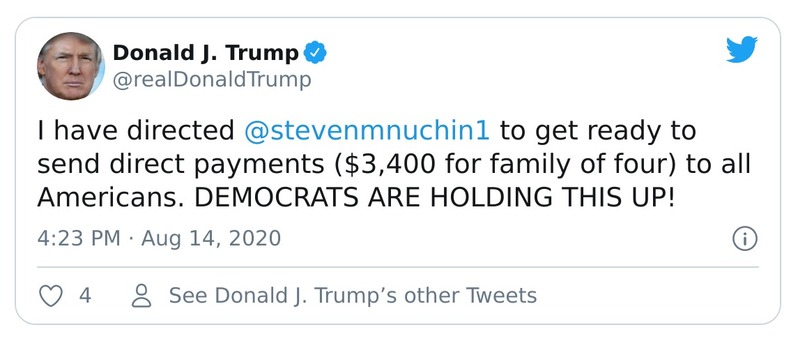 Donald J. Trump
@realDonaldTrump
I have directed @stevenmnuchin1 to get ready to
send direct payments ($3,400 for family of four) to all
Americans. DEMOCRATS ARE HOLDING THIS UP!
4:23 PM · Aug 14, 2020
4 See Donald J. Trump’s other Tweets